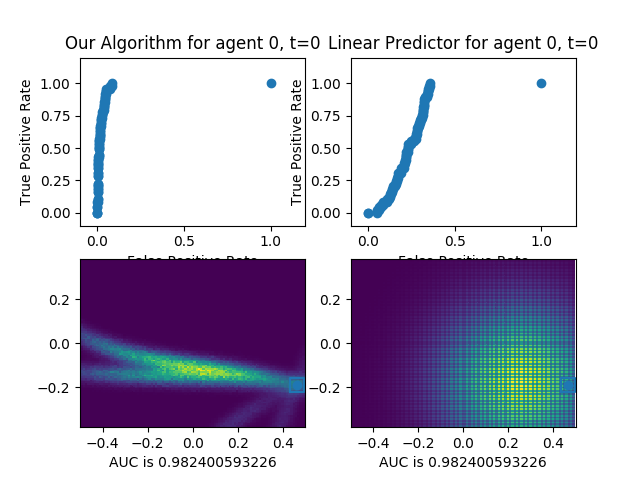 Our Algorithm for agent 0, t=0
Linear Predictor for agent 0, t=0
True Positive Rate
1.00
0.75
0.50
0.25
0.00
0.0 0.5 1.0
False Positive Rate
True Positive Rate
1.00
0.75
0.50
0.25
0.00
0.0 0.5 1.0
False Positive Rate
0.2
0.0
−0.2
−0.4 −0.2 0.0 0.2 0.4
AUC is 0.982400593226
0.2
0.0
−0.2
−0.4 −0.2 0.0 0.2 0.4
AUC is 0.982400593226